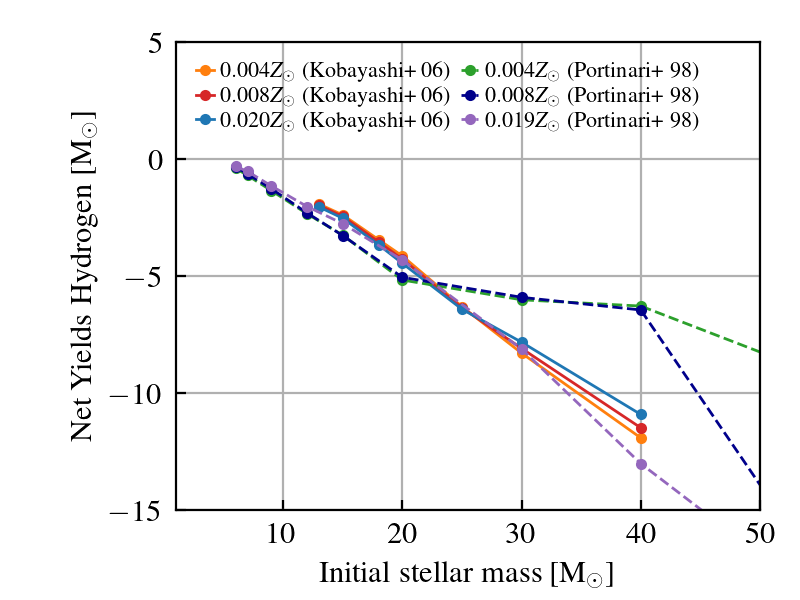 5
0
−5
−10
−15
Net Yields Hydrogen [M☉]
0.004Z☉ (Kobayashi+ 06)
0.008Z☉ (Kobayashi+ 06)
0.020Z☉ (Kobayashi+ 06)
0.004Z☉ (Portinari+ 98)
0.008Z☉ (Portinari+ 98)
0.019Z☉ (Portinari+ 98)
10 20 30 40 50
Initial stellar mass [M☉]